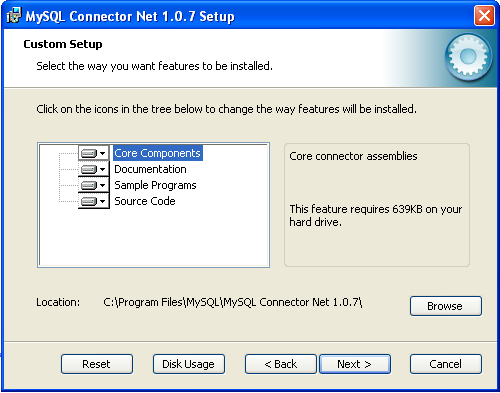 MySQL Connector Net 1.0.7 Setup
Custom Setup
Select the way you want features to be installed.
Click on the icons in the tree below to change the way features will be installed.
Core Components
Documentation
Sample Programs
Source Code
Core connector assemblies
This feature requires 639KB on your
hard drive.
Location: C:\Program Files\MySQL\MySQL Connector Net 1.0.7\
Browse
Reset Disk Usage < Back Next > Cancel